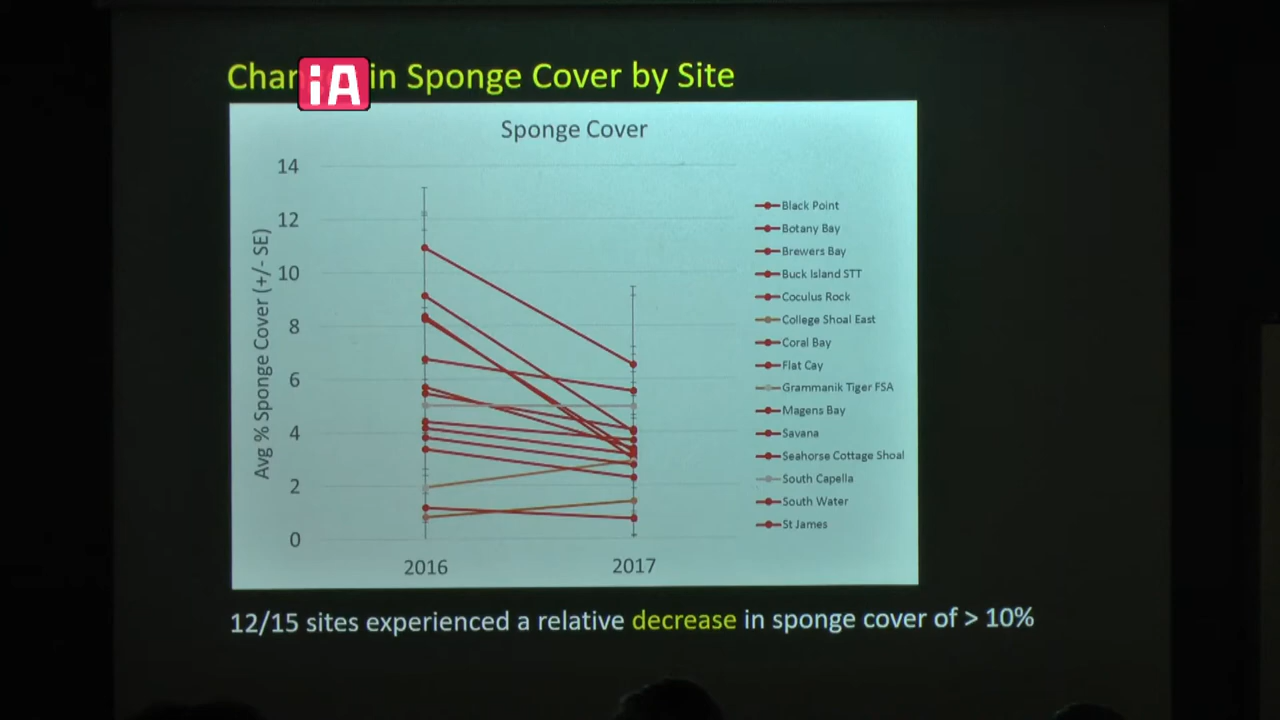 Chan in Sponge Cover by Site
iA
Sponge Cover
14
12
10
8
6
4
2
0
Avg % Sponge Cover (+/- SE)
2016
2017
Black Point
Botany Bay
Brewers Bay
Buck Island STT
Coculus Rock
College Shoal East
Coral Bay
Flat Cay
Grammanik Tiger FSA
Magens Bay
Savana
Seahorse Cottage Shoal
South Capella
South Water
St James
12/15 sites experienced a relative decrease in sponge cover of > 10%